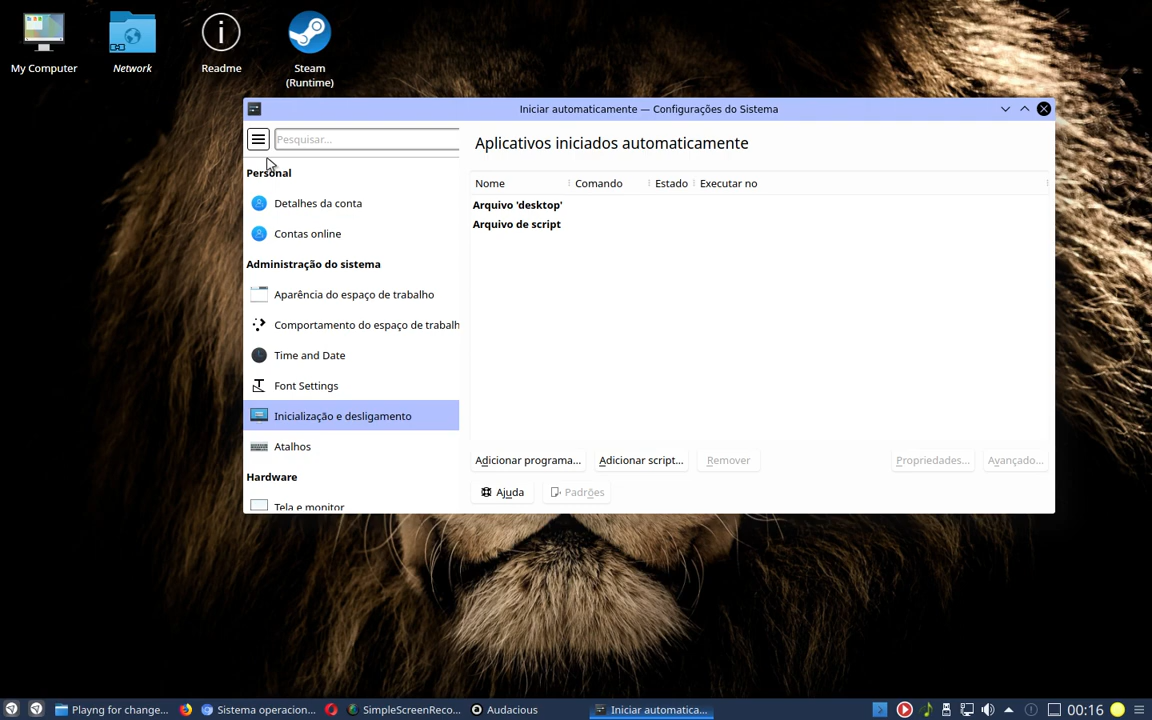 My Computer
Network
Readme
Steam
(Runtime)
Iniciar automaticamente — Configurações do Sistema
Pesquisar...
Aplicativos iniciados automaticamente
Personal
Detalhes da conta
Contas online
Administração do sistema
Aparência do espaço de trabalho
Comportamento do espaço de trabalh
Time and Date
Font Settings
Inicialização e desligamento
Atalhos
Hardware
Tela e monitor
Nome
Comando
Estado
Executar no
Arquivo 'desktop'
Arquivo de script
Adicionar programa...
Adicionar script...
Remover
Propriedades...
Avançado...
Ajuda
Padrões
Playng for change...
Sistema operacion...
SimpleScreenReco...
Audacious
Iniciar automatica...
00:16